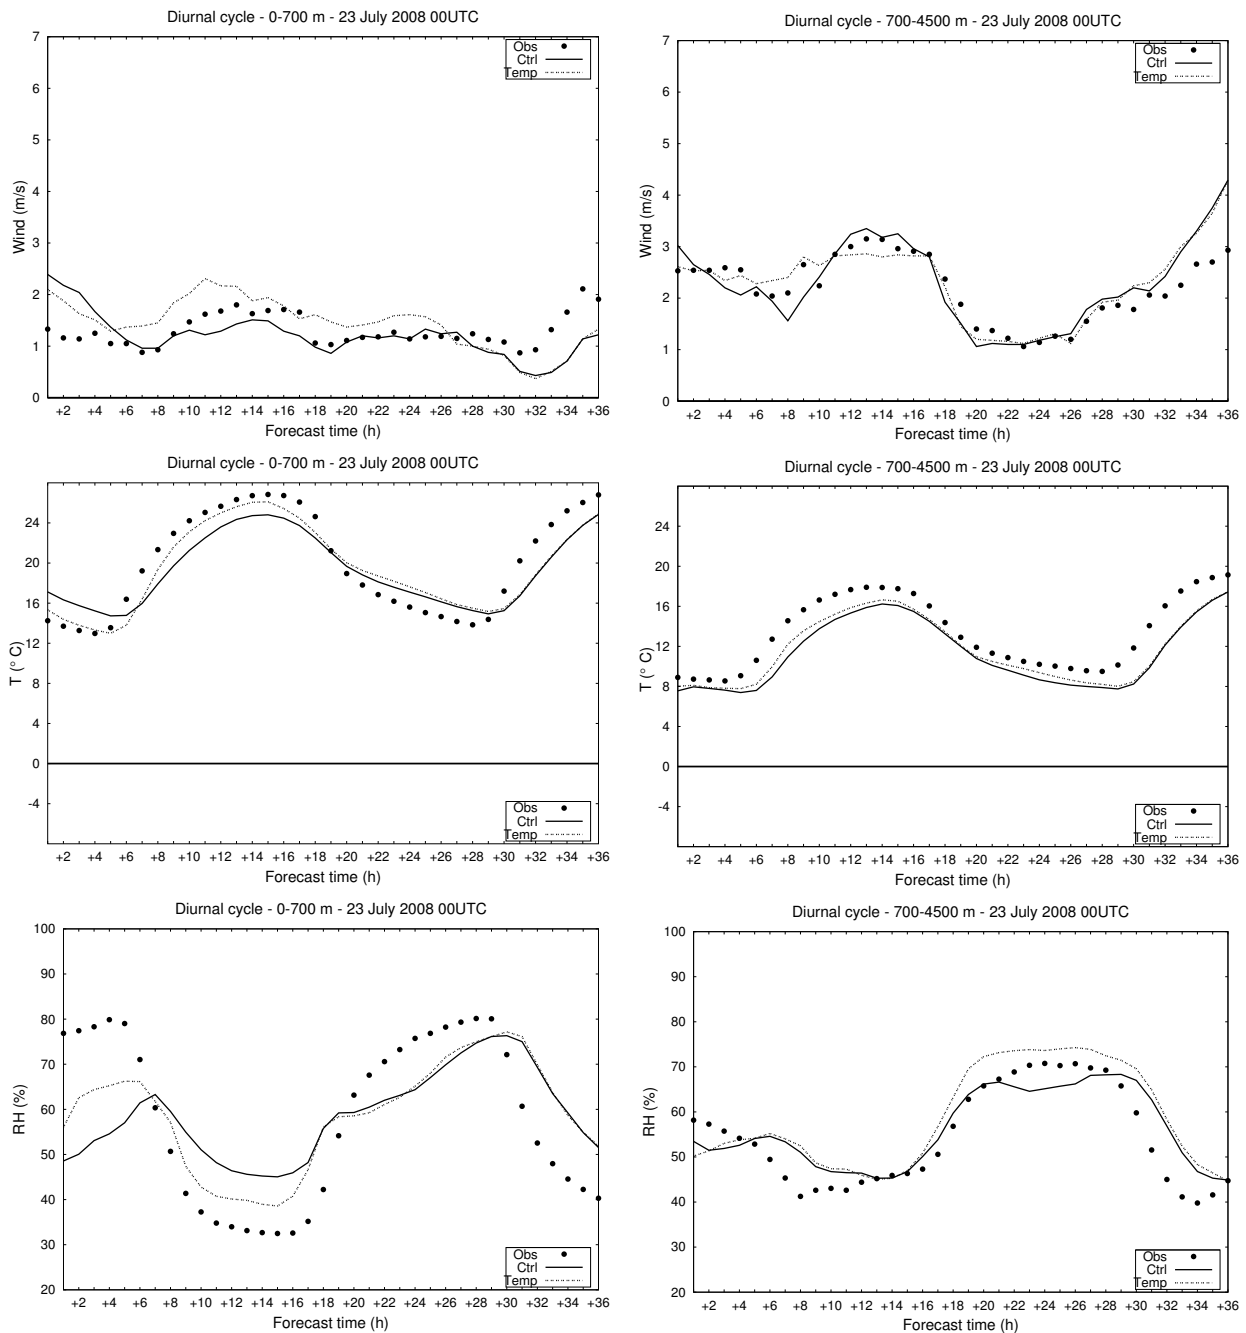 Diurnal cycle - 0-700 m - 23 July 2008 00UTC
Wind (m/s)
7
6
5
4
3
2
1
0
Obs
Ctrl
Temp
+2 +4 +6 +8 +10 +12 +14 +16 +18 +20 +22 +24 +26 +28 +30 +32 +34 +36
Forecast time (h)
Diurnal cycle - 700-4500 m - 23 July 2008 00UTC
Wind (m/s)
7
6
5
4
3
2
1
0
Obs
Ctrl
Temp
+2 +4 +6 +8 +10 +12 +14 +16 +18 +20 +22 +24 +26 +28 +30 +32 +34 +36
Forecast time (h)
Diurnal cycle - 0-700 m - 23 July 2008 00UTC
T (° C)
24
20
16
12
8
4
0
-4
Obs
Ctrl
Temp
+2 +4 +6 +8 +10 +12 +14 +16 +18 +20 +22 +24 +26 +28 +30 +32 +34 +36
Forecast time (h)
Diurnal cycle - 700-4500 m - 23 July 2008 00UTC
T (° C)
24
20
16
12
8
4
0
-4
Obs
Ctrl
Temp
+2 +4 +6 +8 +10 +12 +14 +16 +18 +20 +22 +24 +26 +28 +30 +32 +34 +36
Forecast time (h)
Diurnal cycle - 0-700 m - 23 July 2008 00UTC
RH (%)
100
90
80
70
60
50
40
30
20
Obs
Ctrl
Temp
+2 +4 +6 +8 +10 +12 +14 +16 +18 +20 +22 +24 +26 +28 +30 +32 +34 +36
Forecast time (h)
Diurnal cycle - 700-4500 m - 23 July 2008 00UTC
RH (%)
100
90
80
70
60
50
40
30
20
Obs
Ctrl
Temp
+2 +4 +6 +8 +10 +12 +14 +16 +18 +20 +22 +24 +26 +28 +30 +32 +34 +36
Forecast time (h)